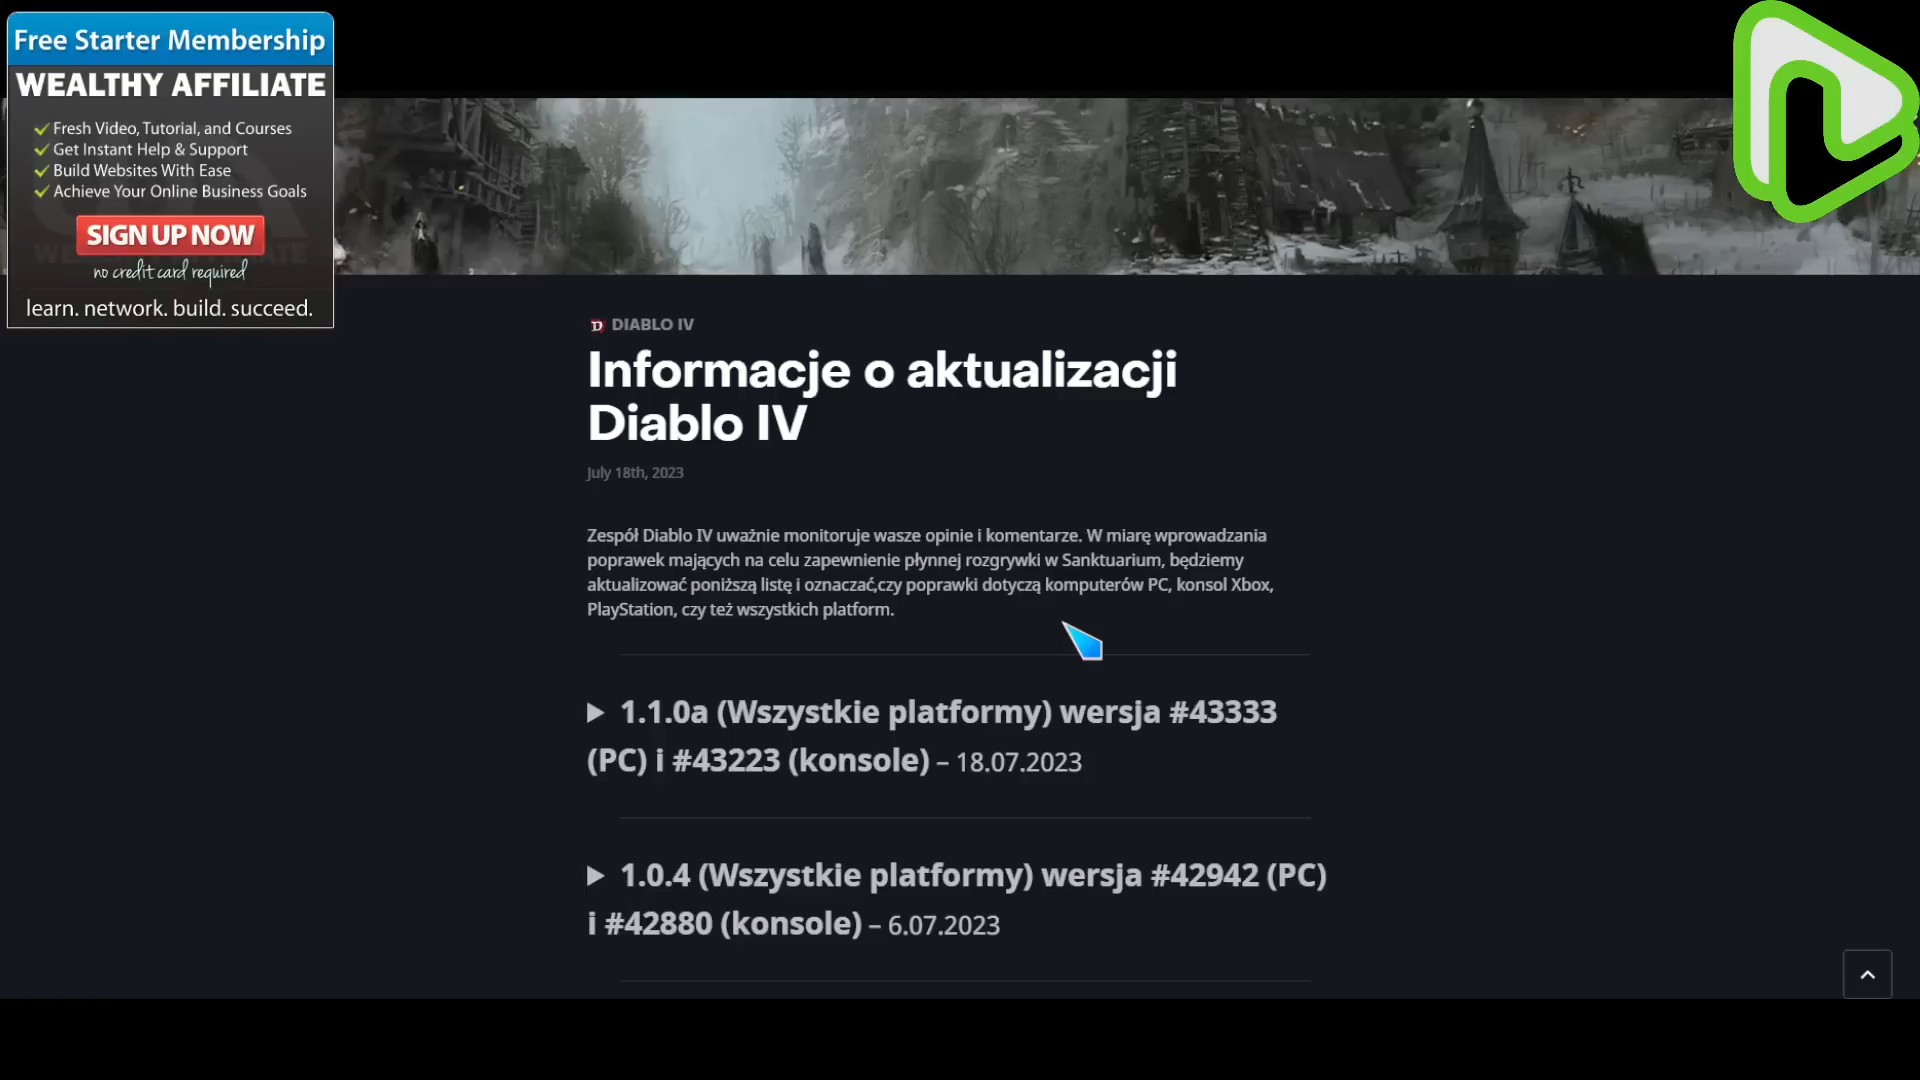 Free Starter Membership
WEALTHY AFFILIATE
Fresh Video, Tutorial, and Courses
Get Instant Help & Support
Build Websites With Ease
Achieve Your Online Business Goals
SIGN UP NOW
no credit card required
learn. network. build. succeed.
DIABLO IV
Informacje o aktualizacji
Diablo IV
July 18th, 2023
Zespół Diablo IV uważnie monitoruje wasze opinie i komentarze. W miarę wprowadzania
poprawek mających na celu zapewnienie płynnej rozgrywki w Sanktuarium, będziemy
aktualizować poniższą listę i oznaczać,czy poprawki dotyczą komputerów PC, konsol Xbox,
PlayStation, czy też wszystkich platform.
1.1.0a (Wszystkie platformy) wersja #43333
(PC) i #43223 (konsole) – 18.07.2023
1.0.4 (Wszystkie platformy) wersja #42942 (PC)
i #42880 (konsole) – 6.07.2023